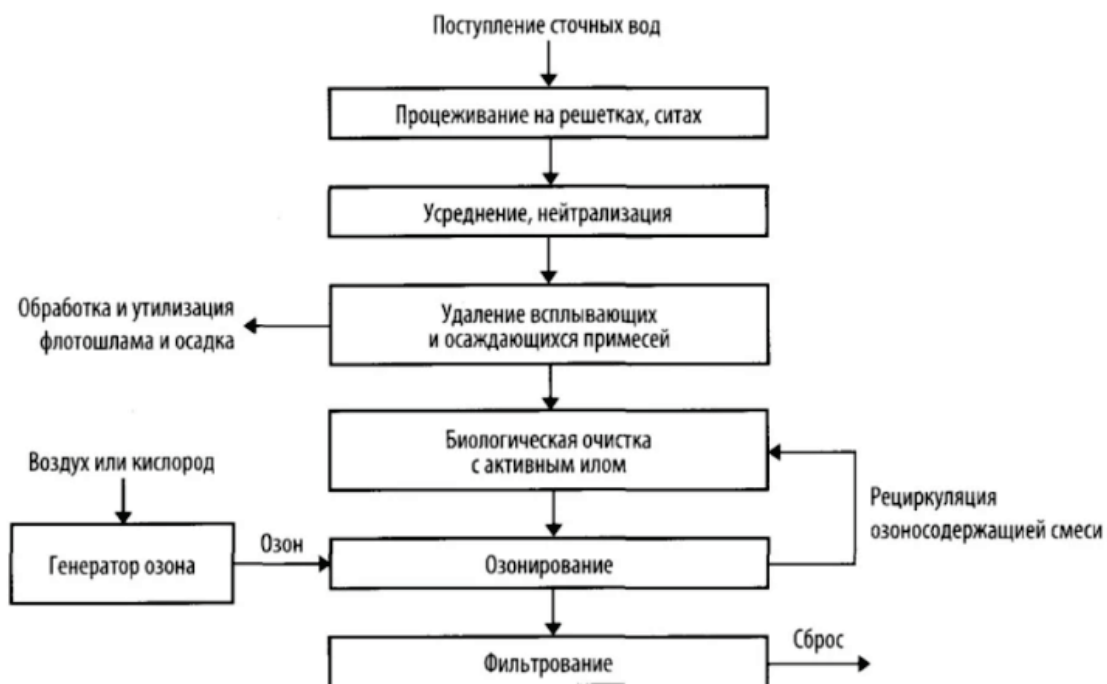 Поступление сточных вод
Процеживание на решетках, ситах
Усреднение, нейтрализация
Обработка и утилизация
флотошлама и осадка
Удаление всплывающих
и осаждающихся примесей
Биологическая очистка
с активным илом
Воздух или кислород
Рециркуляция
озоносодержащией смеси
Генератор озона
Озон
Озонирование
Фильтрование
Сброс